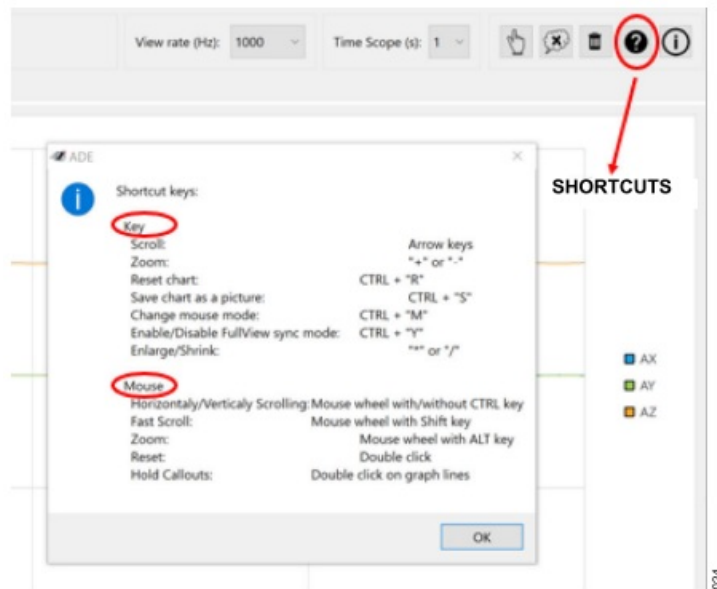 View rate (Hz): 1000 Time Scope (s): 1
SHORTCUTS
ADE
Shortcut keys:
Key
Scroll: Arrow keys
Zoom: "+" or "-"
Reset chart: CTRL + "R"
Save chart as a picture: CTRL + "S"
Change mouse mode: CTRL + "M"
Enable/Disable FullView sync mode: CTRL + "Y"
Enlarge/Shrink: "*" or "/"
Mouse
Horizontaly/Verticaly Scrolling: Mouse wheel with/without CTRL key
Fast Scroll: Mouse wheel with Shift key
Zoom: Mouse wheel with ALT key
Reset: Double click
Hold Callouts: Double click on graph lines
OK
AX
AY
AZ